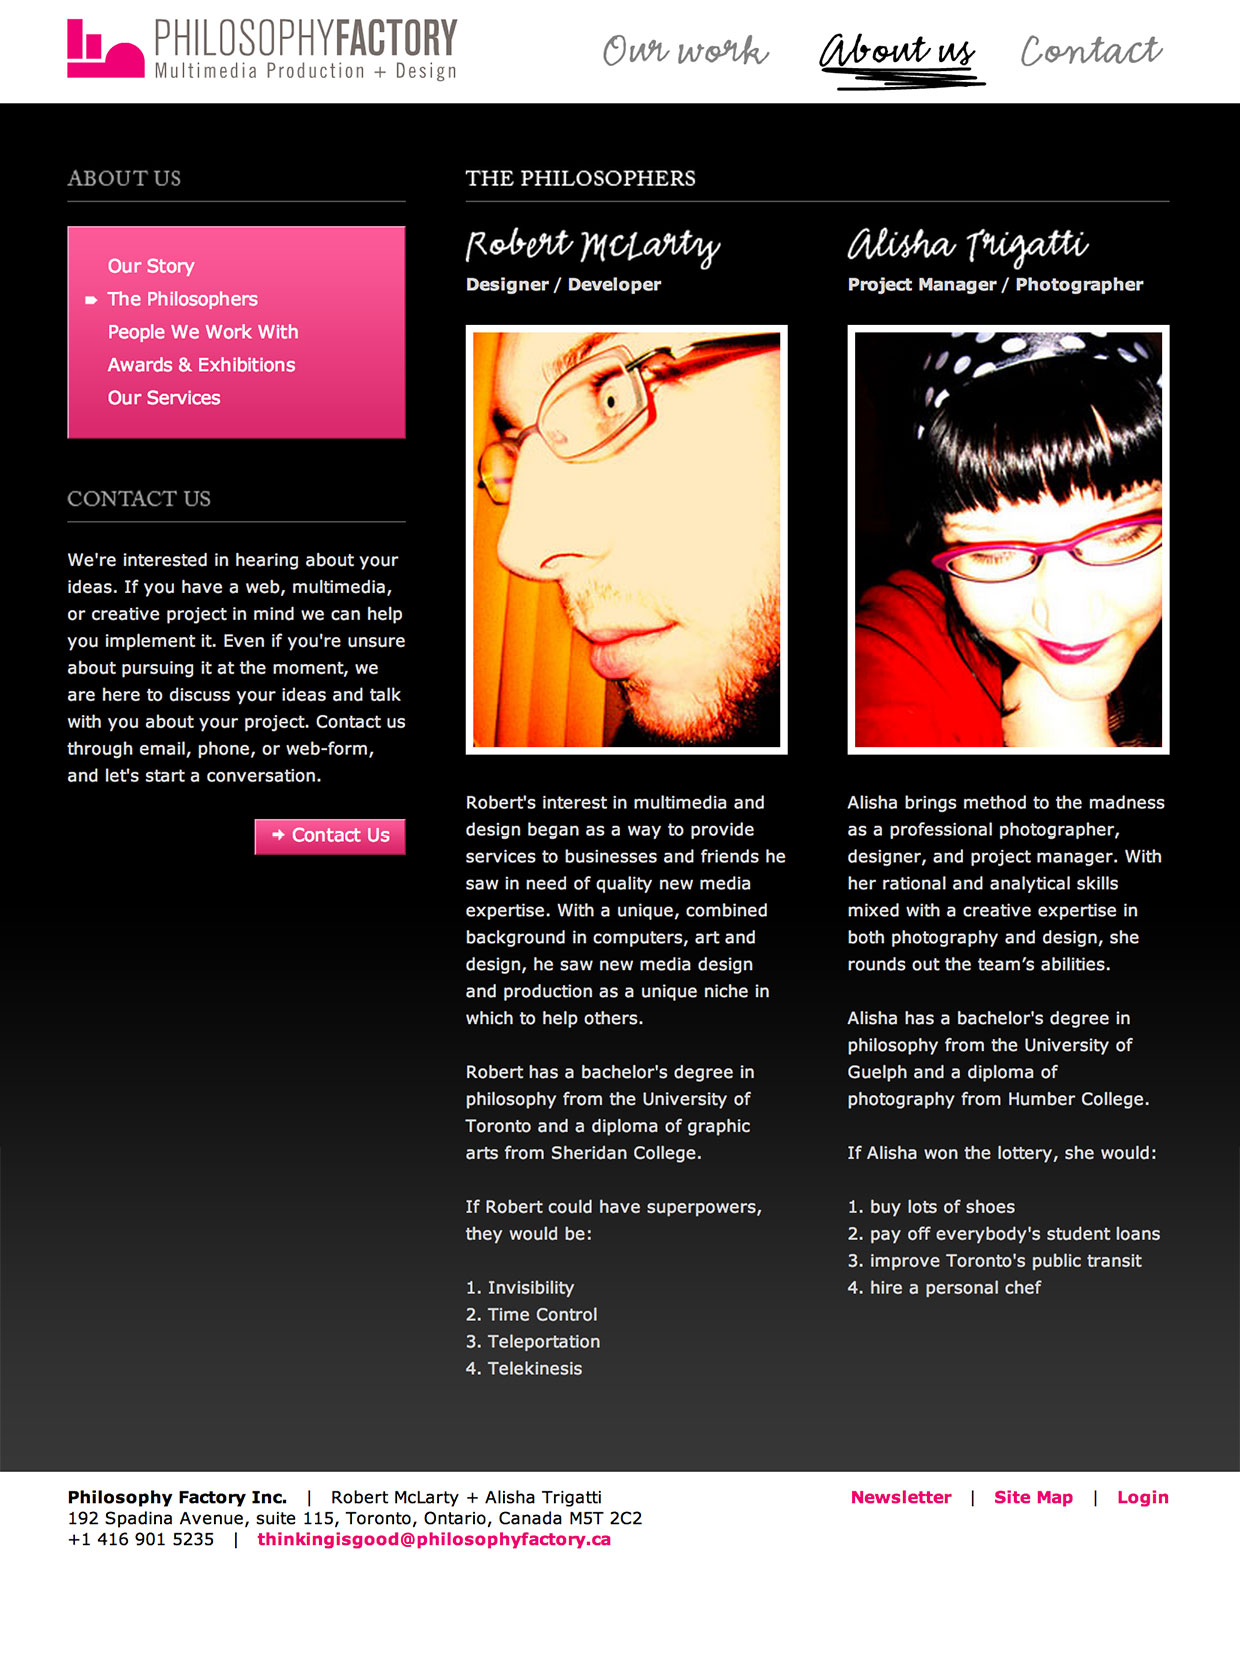 PHILOSOPHYFACTORY
Multimedia Production + Design
Our work
About us
Contact
ABOUT US
Our Story
The Philosophers
People We Work With
Awards & Exhibitions
Our Services
CONTACT US
We're interested in hearing about your
ideas. If you have a web, multimedia,
or creative project in mind we can help
you implement it. Even if you're unsure
about pursuing it at the moment, we
are here to discuss your ideas and talk
with you about your project. Contact us
through email, phone, or web-form,
and let's start a conversation.
Contact Us
THE PHILOSOPHERS
Robert McLarty
Designer / Developer
Robert's interest in multimedia and
design began as a way to provide
services to businesses and friends he
saw in need of quality new media
expertise. With a unique, combined
background in computers, art and
design, he saw new media design
and production as a unique niche in
which to help others.
Robert has a bachelor's degree in
philosophy from the University of
Toronto and a diploma of graphic
arts from Sheridan College.
If Robert could have superpowers,
they would be:
1. Invisibility
2. Time Control
3. Teleportation
4. Telekinesis
Alisha Trigatti
Project Manager / Photographer
Alisha brings method to the madness
as a professional photographer,
designer, and project manager. With
her rational and analytical skills
mixed with a creative expertise in
both photography and design, she
rounds out the team’s abilities.
Alisha has a bachelor's degree in
philosophy from the University of
Guelph and a diploma of
photography from Humber College.
If Alisha won the lottery, she would:
1. buy lots of shoes
2. pay off everybody's student loans
3. improve Toronto's public transit
4. hire a personal chef
Philosophy Factory Inc. | Robert McLarty + Alisha Trigatti
192 Spadina Avenue, suite 115, Toronto, Ontario, Canada M5T 2C2
+1 416 901 5235 | thinkingisgood@philosophyfactory.ca
Newsletter | Site Map | Login